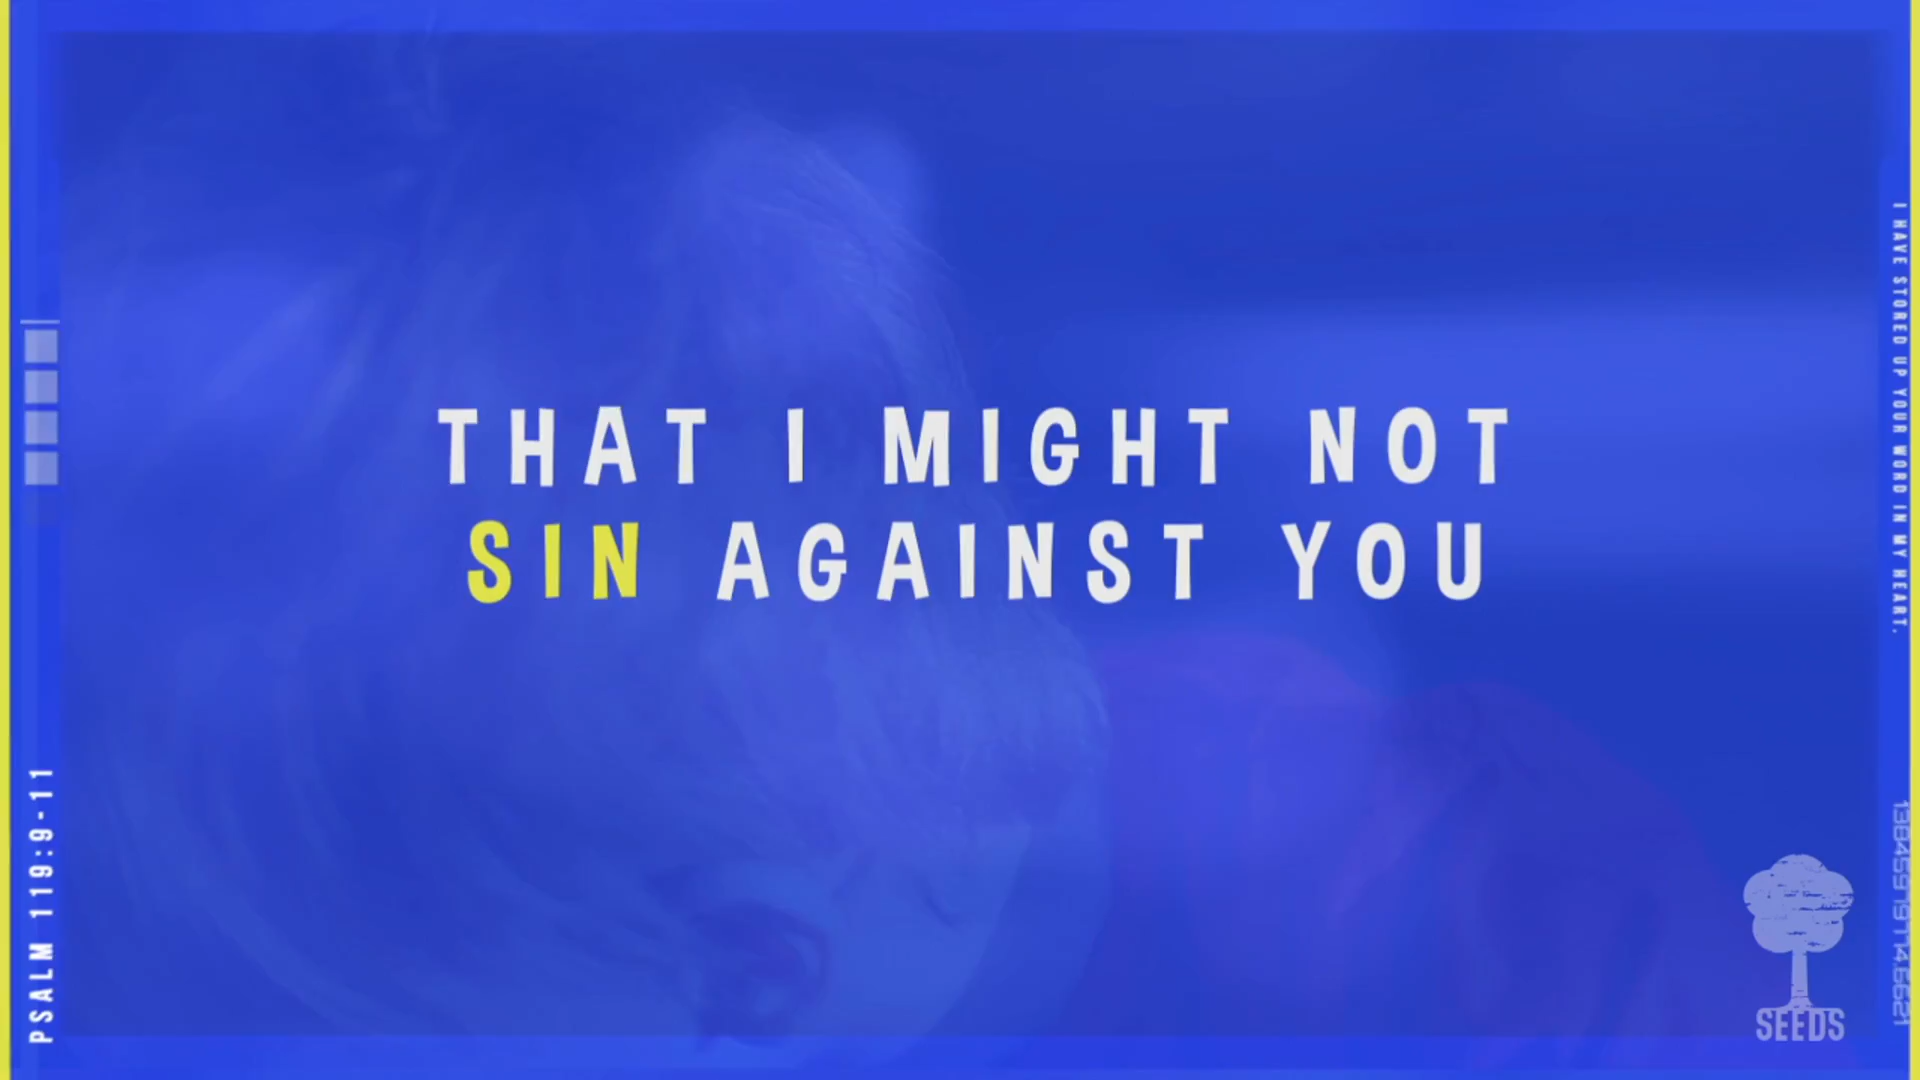 THAT I MIGHT NOT
SIN AGAINST YOU
PSALM 119:9-11
I HAVE STORED UP YOUR WORD IN MY HEART.
SEEDS